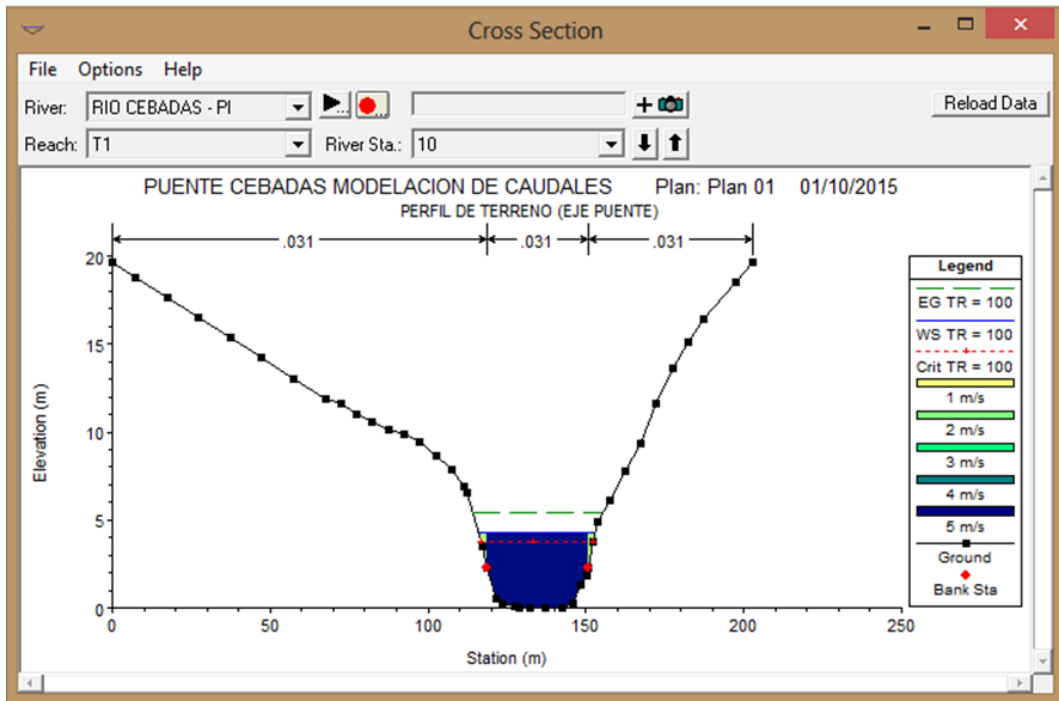 Cross Section
File Options Help
River: RIO CEBADAS - PI
Reload Data
Reach: T1 River Sta.: 10
PUENTE CEBADAS MODELACION DE CAUDALES Plan: Plan 01 01/10/2015
PERFIL DE TERRENO (EJE PUENTE)
.031 .031 .031
20
15
10
5
0
Elevation (m)
0 50 100 150 200 250
Station (m)
Legend
EG TR = 100
WS TR = 100
Crit TR = 100
1 m/s
2 m/s
3 m/s
4 m/s
5 m/s
Ground
Bank Sta